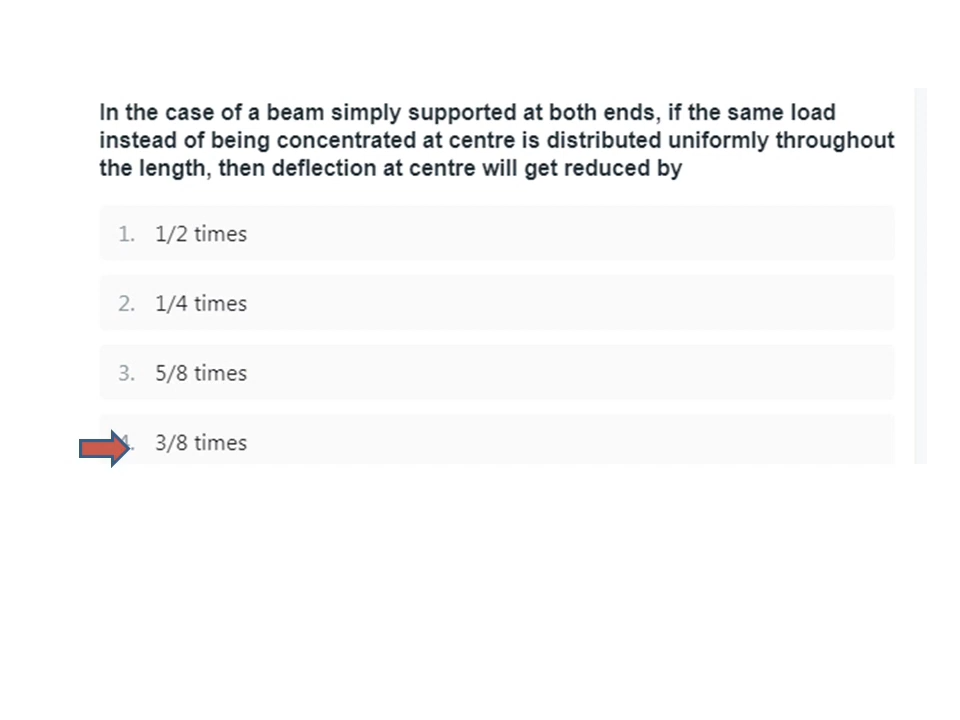 In the case of a beam simply supported at both ends, if the same load
instead of being concentrated at centre is distributed uniformly throughout
the length, then deflection at centre will get reduced by
1. 1/2 times
2. 1/4 times
3. 5/8 times
4. 3/8 times